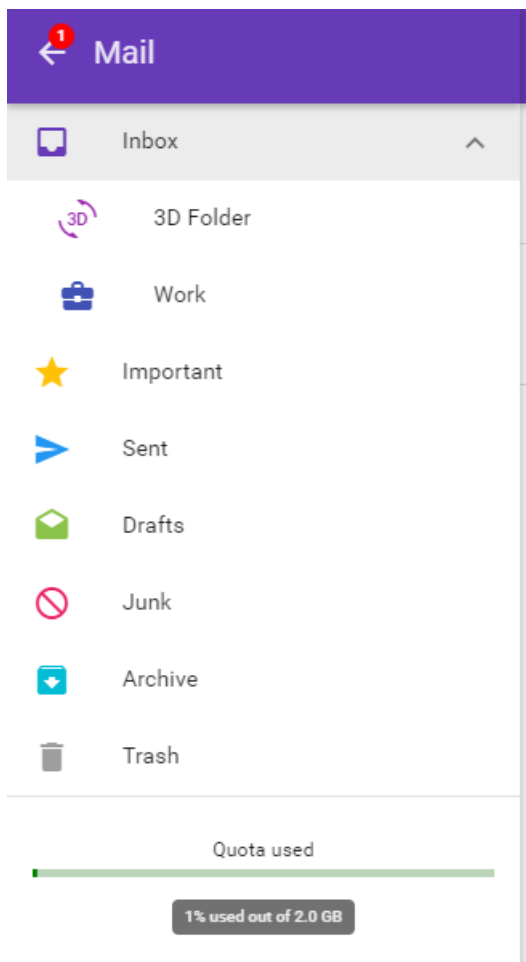 1
Mail
Inbox
3D
3D Folder
Work
Important
Sent
Drafts
Junk
Archive
Trash
Quota used
1% used out of 2.0 GB